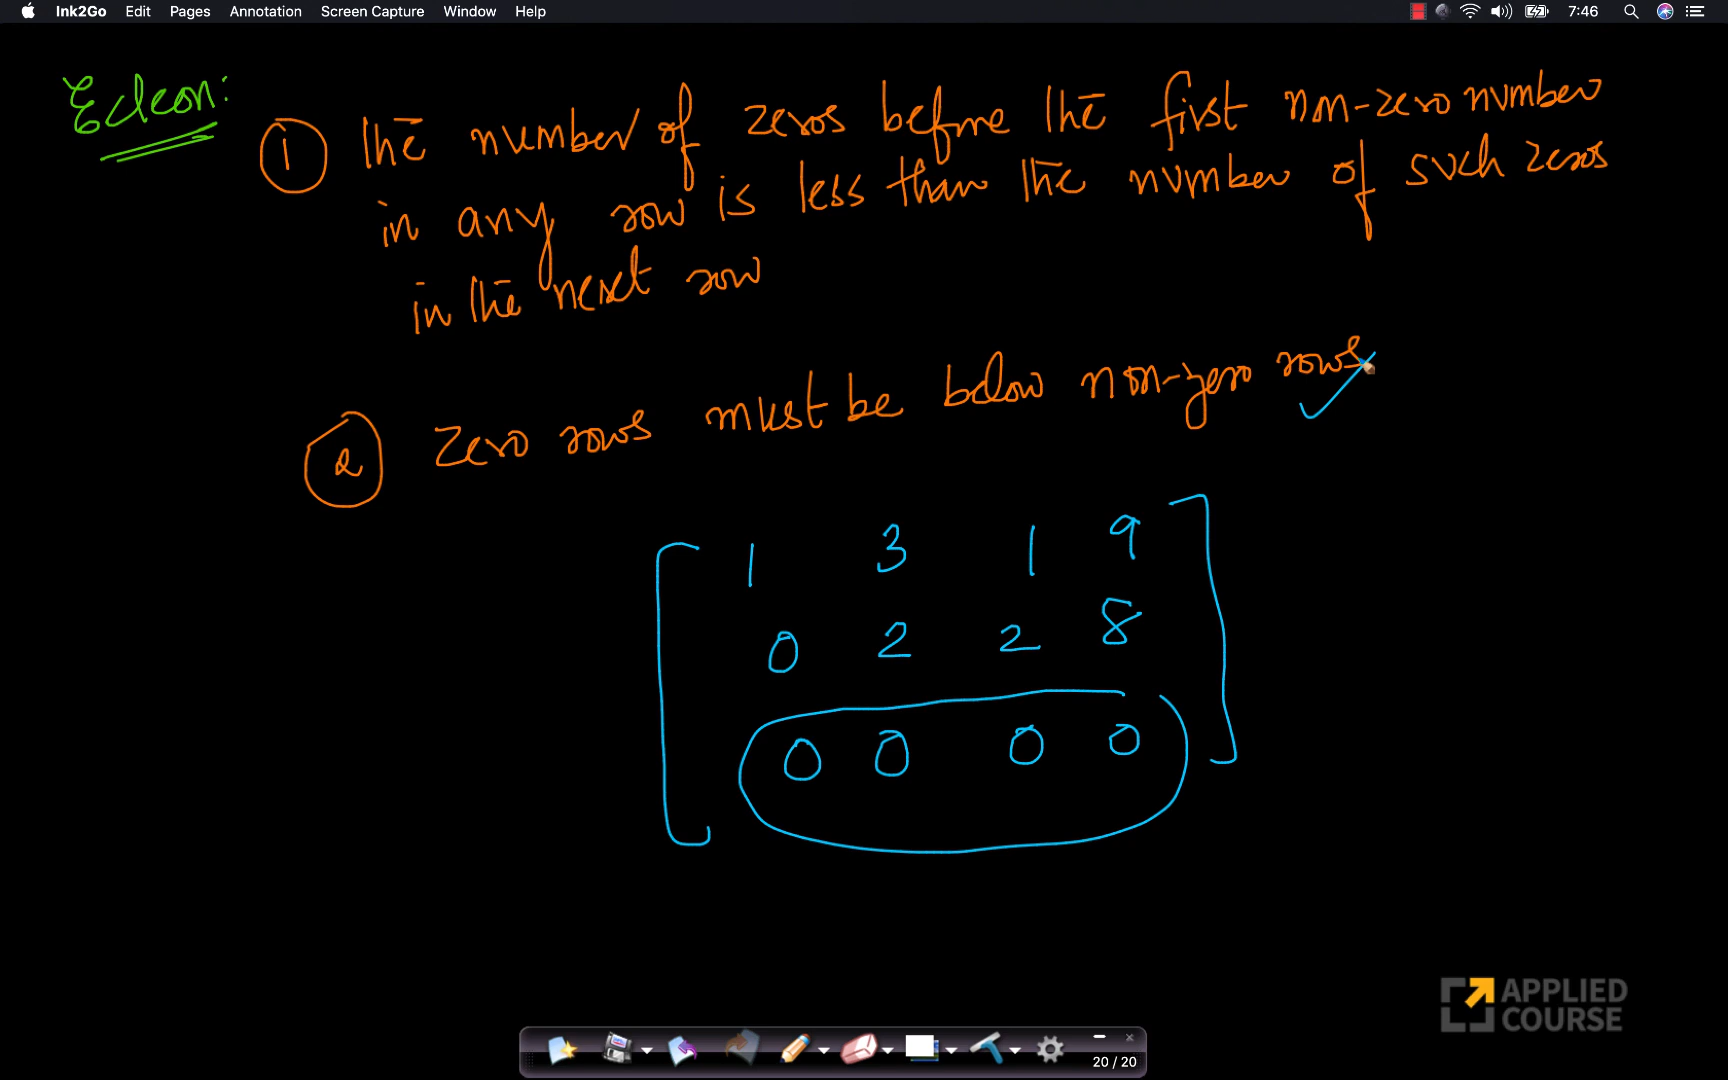 Ink2Go Edit Pages Annotation Screen Capture Window Help 7:46
Echeon:
1 The number of zeros before the first non-zero number
in any row is less than the number of such zeros
in the next row
2 Zero rows must be below non-zero rows
1 3 1 9
0 2 2 8
0 0 0 0
APPLIED
COURSE
20 / 20